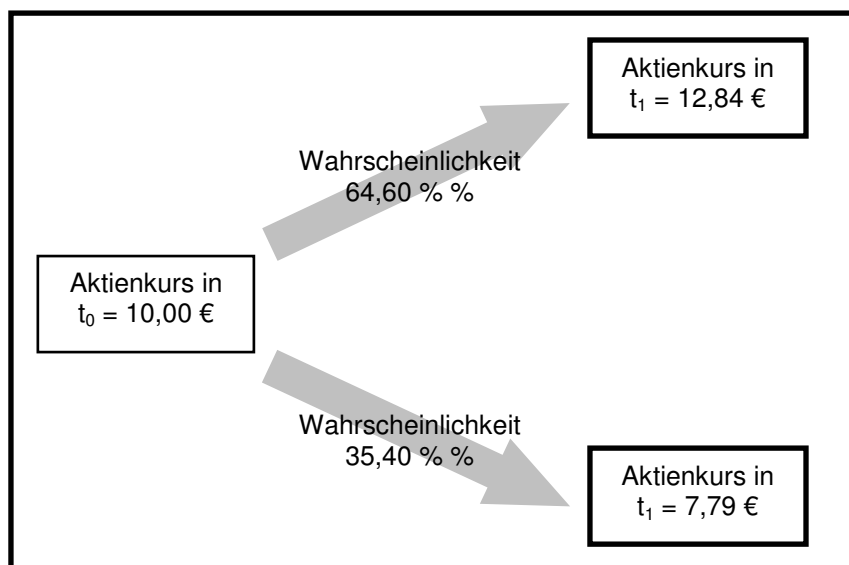 Aktienkurs in
t₁ = 12,84 €
Wahrscheinlichkeit
64,60 % %
Aktienkurs in
t₀ = 10,00 €
Wahrscheinlichkeit
35,40 % %
Aktienkurs in
t₁ = 7,79 €